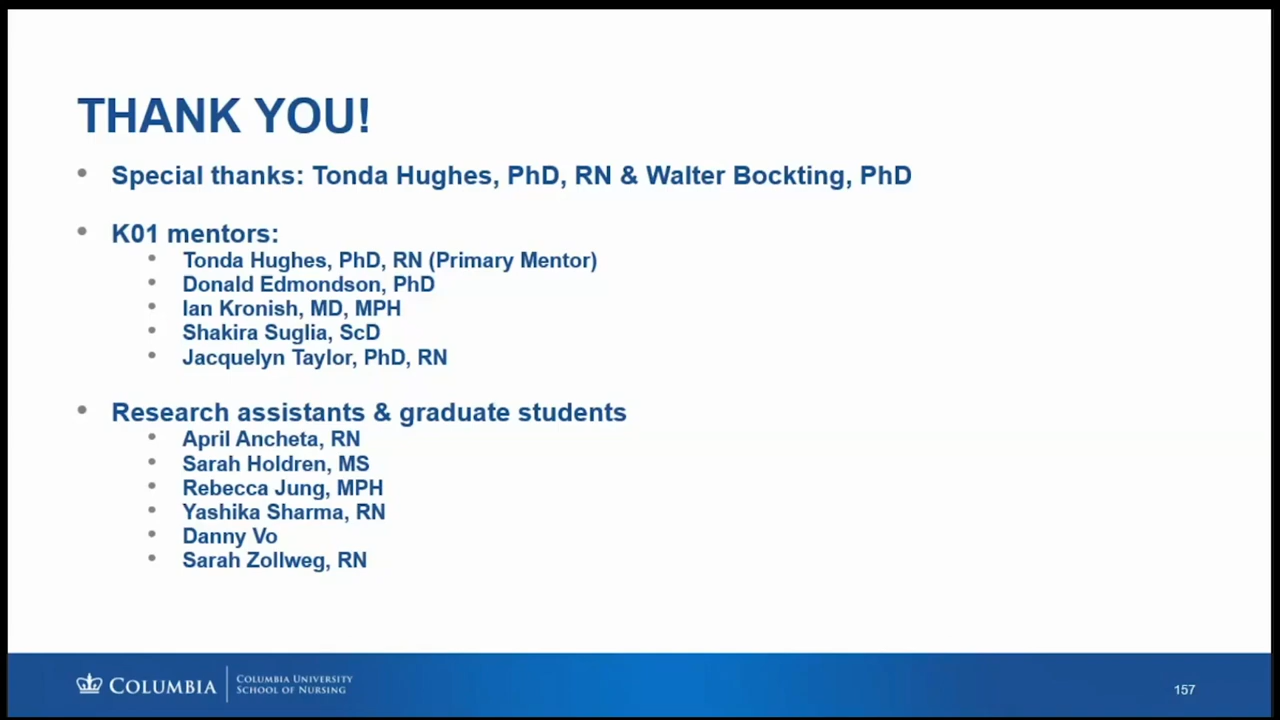 THANK YOU!
• Special thanks: Tonda Hughes, PhD, RN & Walter Bockting, PhD
• K01 mentors:
• Tonda Hughes, PhD, RN (Primary Mentor)
• Donald Edmondson, PhD
• Ian Kronish, MD, MPH
• Shakira Suglia, ScD
• Jacquelyn Taylor, PhD, RN
• Research assistants & graduate students
• April Ancheta, RN
• Sarah Holdren, MS
• Rebecca Jung, MPH
• Yashika Sharma, RN
• Danny Vo
• Sarah Zollweg, RN
COLUMBIA
COLUMBIA UNIVERSITY
SCHOOL OF NURSING
157